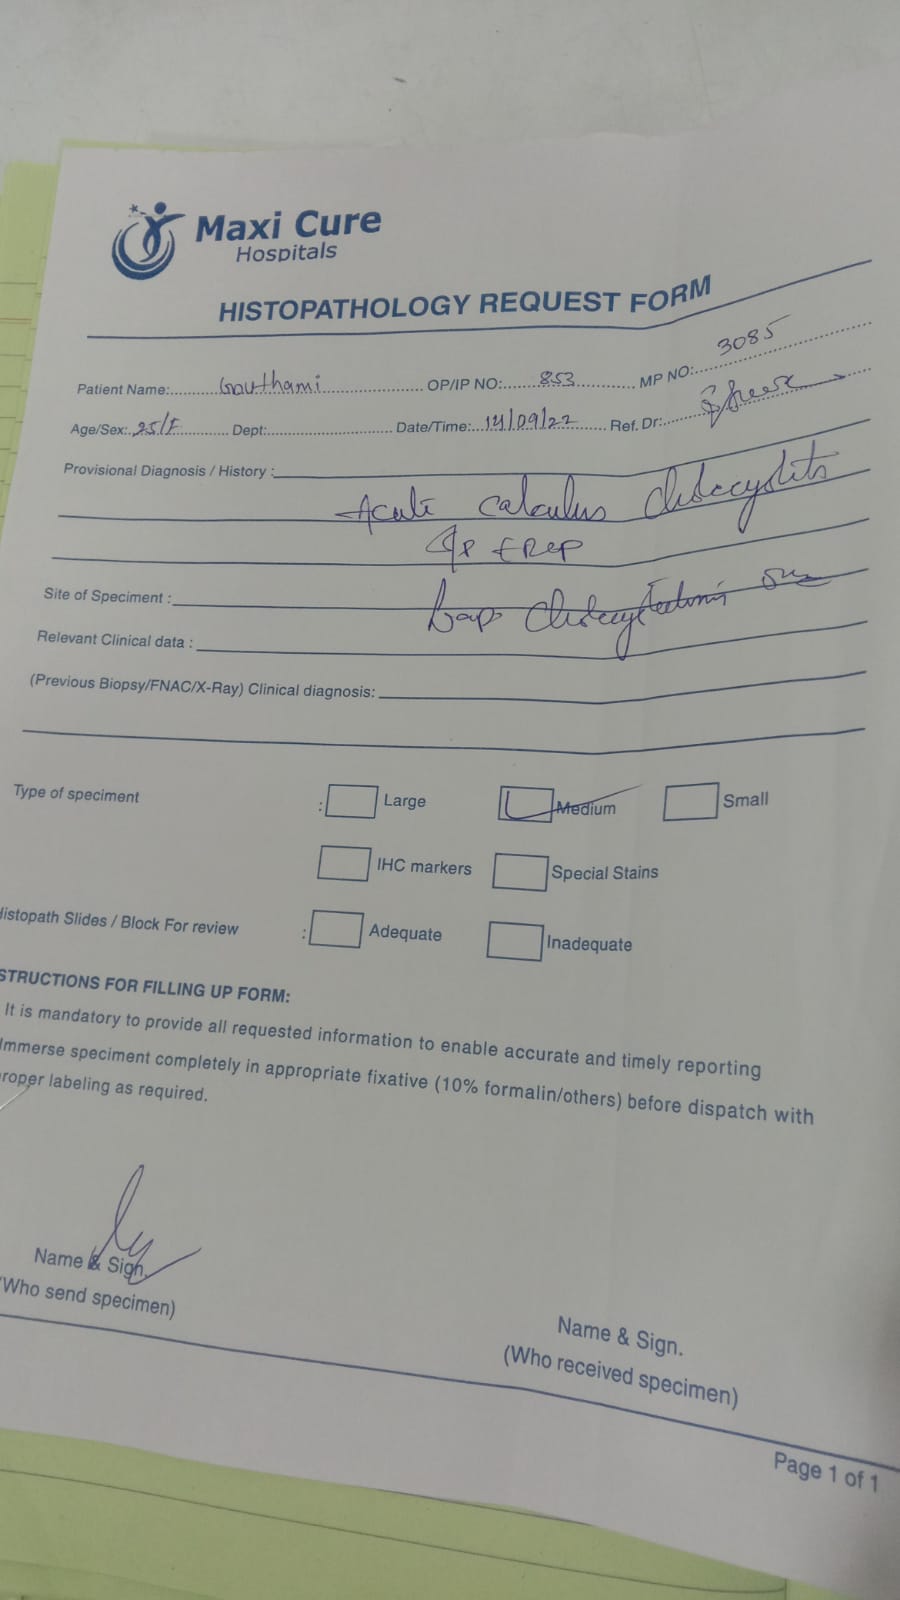 Maxi Cure
Hospitals
HISTOPATHOLOGY REQUEST FORM
Patient Name: Gouthami OP/IP NO: 853 MP NO: 3085
Age/Sex: 25/F Dept: Date/Time: 14/09/22 Ref. Dr:
Provisional Diagnosis / History :
Acute calculus cholecystits
ERCP
Site of Specimen :
Lap
Relevant Clinical data :
(Previous Biopsy/FNAC/X-Ray) Clinical diagnosis:
Type of speciment : Large Medium Small
IHC markers Special Stains
Histopath Slides / Block For review : Adequate Inadequate
STRUCTIONS FOR FILLING UP FORM:
It is mandatory to provide all requested information to enable accurate and timely reporting
Immerse speciment completely in appropriate fixative (10% formalin/others) before dispatch with
roper labeling as required.
Name & Sign.
(Who send specimen)
Name & Sign.
(Who received specimen)
Page 1 of 1